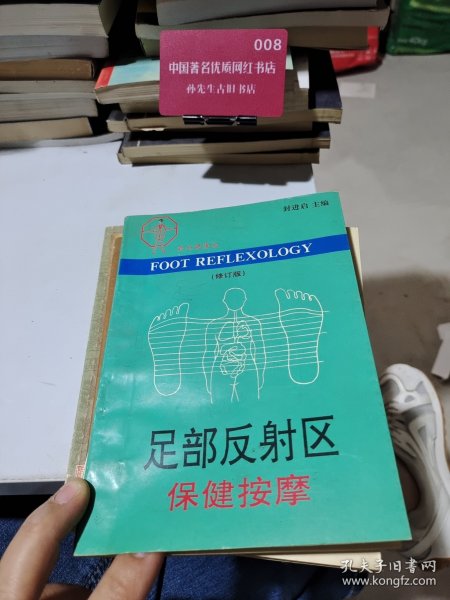 008
中国著名优质网红书店
孙先生古旧书店
封进启 主编
FOOT REFLEXOLOGY
(修订版)
足部反射区
保健按摩
孔夫子旧书网
www.kongfz.com